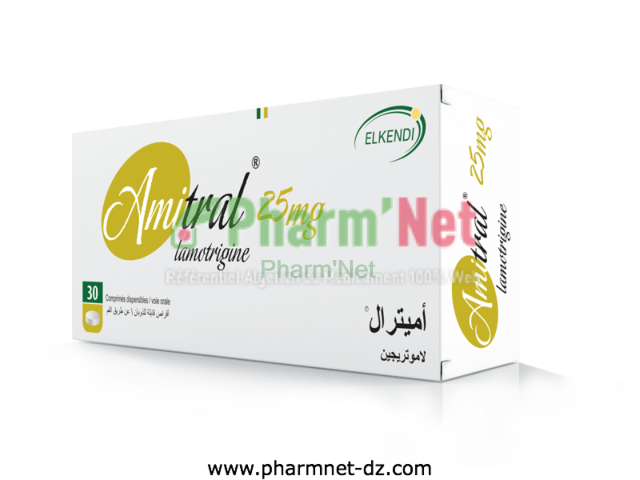 ELKENDI
Amitral®
25mg
lamotrigine
Pharm'Net
Pharm'Net
30
Comprimés dispersibles / voie orale
أقراص قابلة للذوبان / عن طريق الفم
أميترال©
لاموتريجين
Amitral®
25mg
lamotrigine
www.pharmnet-dz.com